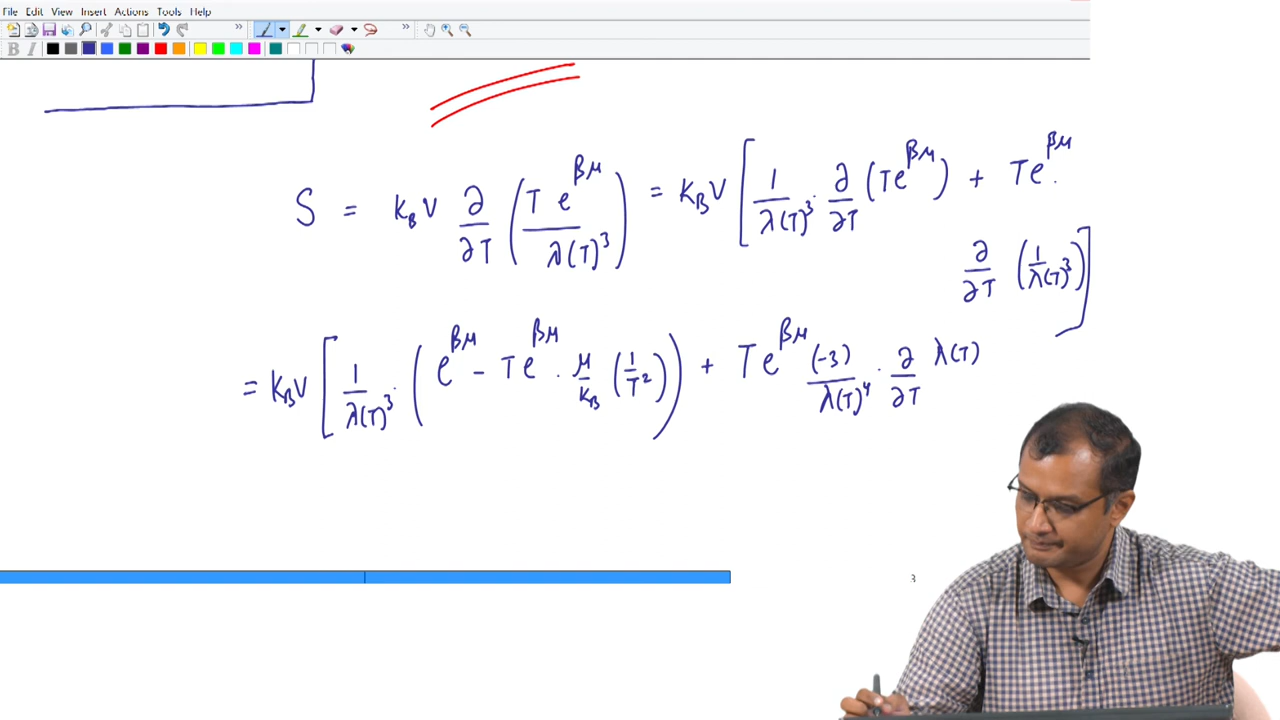 File Edit View Insert Actions Tools Help
S = K_B V ∂/∂T (T e^{βμ} / λ(T)^3) = K_B V [ 1/λ(T)^3 · ∂/∂T (T e^{βμ}) + T e^{βμ} ·
∂/∂T (1/λ(T)^3) ]
= K_B V [ 1/λ(T)^3 · ( e^{βμ} - T e^{βμ} · μ/K_B (1/T^2) ) + T e^{βμ} (-3)/λ(T)^4 · ∂/∂T λ(T)
3